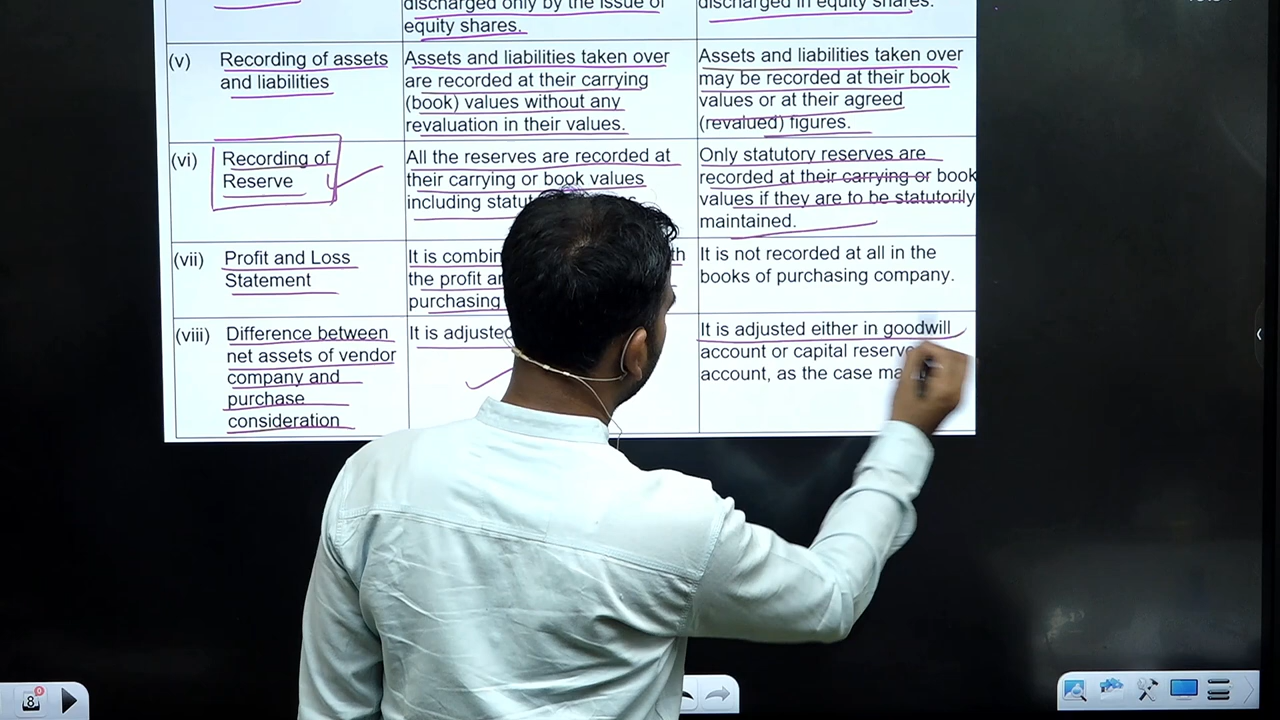 discharged only by the issue of
equity shares.
discharged in equity shares.
(v) Recording of assets
and liabilities
Assets and liabilities taken over
are recorded at their carrying
(book) values without any
revaluation in their values.
Assets and liabilities taken over
may be recorded at their book
values or at their agreed
(revalued) figures.
(vi) Recording of
Reserve
All the reserves are recorded at
their carrying or book values
including
Only statutory reserves are
recorded at their carrying or book
values if they are to be statutorily
maintained.
(vii) Profit and Loss
Statement
It is
the profit
purchasing
It is not recorded at all in the
books of purchasing company.
(viii) Difference between
net assets of vendor
company and
purchase
consideration
It is adjusted
It is adjusted either in goodwill
account or capital reserve
account, as the case
8
0